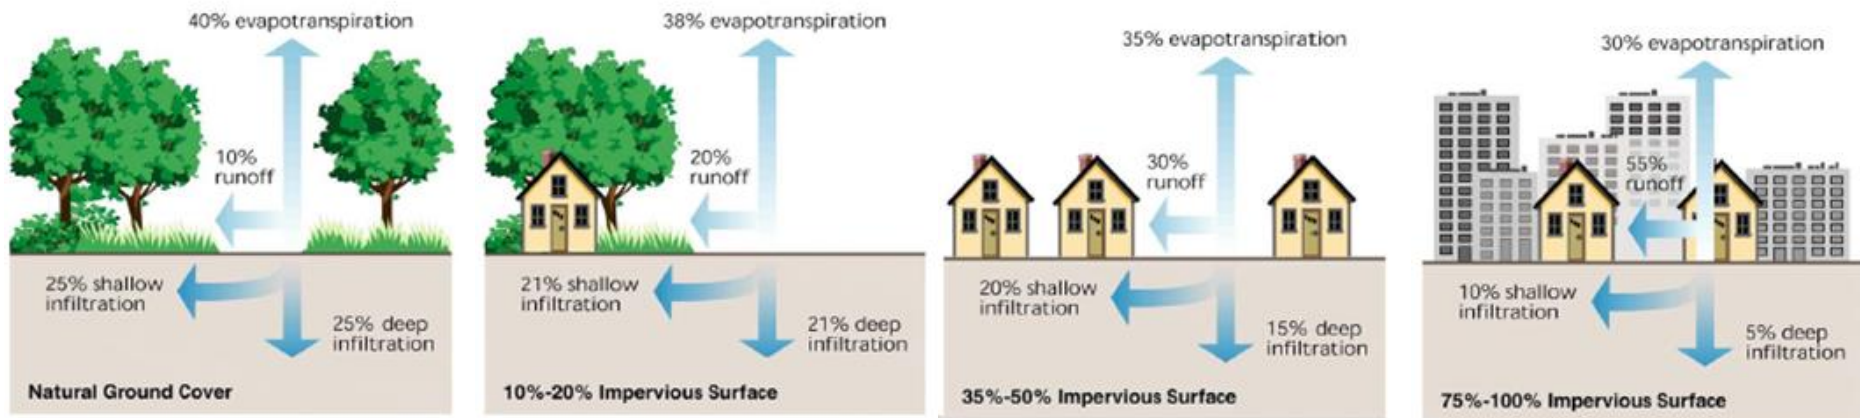 40% evapotranspiration
10%
runoff
25% shallow
infiltration
25% deep
infiltration
Natural Ground Cover
38% evapotranspiration
20%
runoff
21% shallow
infiltration
21% deep
infiltration
10%-20% Impervious Surface
35% evapotranspiration
30%
runoff
20% shallow
infiltration
15% deep
infiltration
35%-50% Impervious Surface
30% evapotranspiration
55%
runoff
10% shallow
infiltration
5% deep
infiltration
75%-100% Impervious Surface